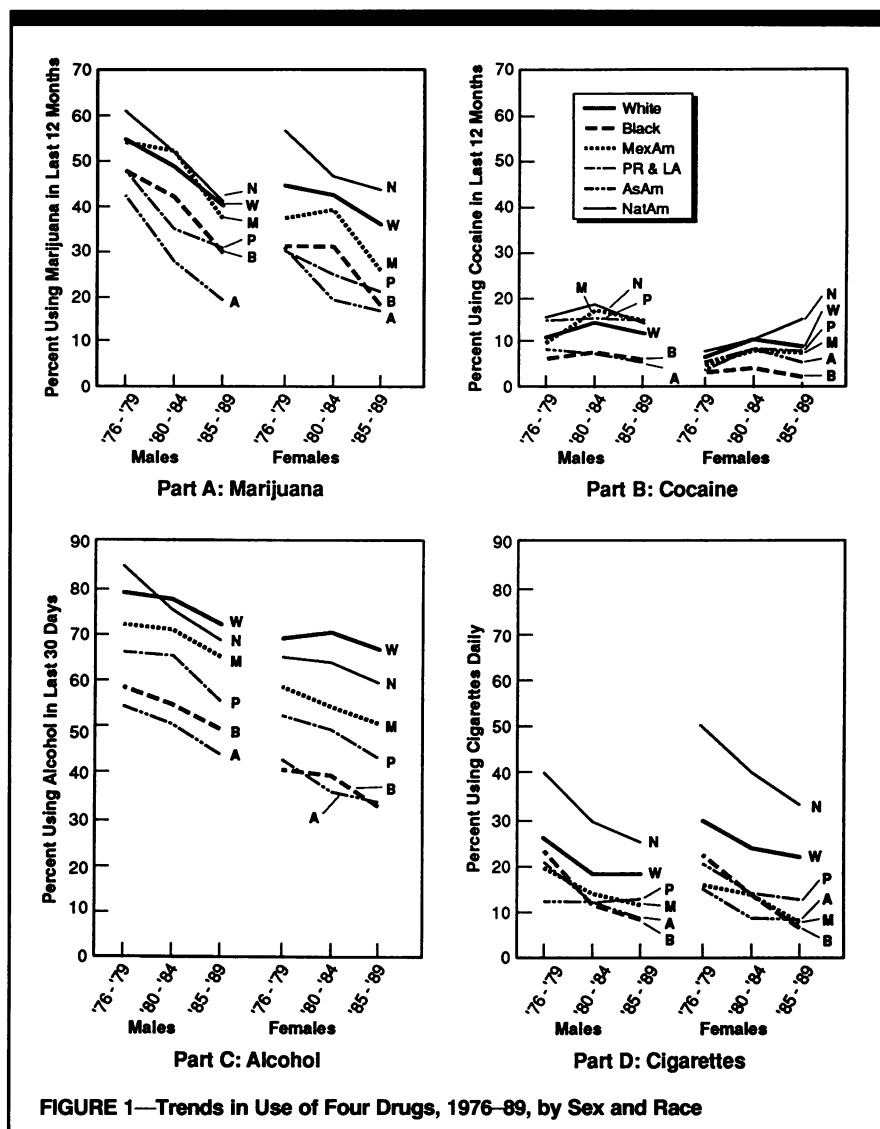 Percent Using Marijuana in Last 12 Months
70
60
50
40
30
20
10
0
N
W
M
P
B
A
N
W
M
P
B
A
'76 - '79
'80 - '84
'85 - '89
'76 - '79
'80 - '84
'85 - '89
Males
Females
Part A: Marijuana
Percent Using Cocaine in Last 12 Months
70
60
50
40
30
20
10
0
White
Black
MexAm
PR & LA
AsAm
NatAm
M
N
P
W
B
A
N
W
P
M
A
B
'76 - '79
'80 - '84
'85 - '89
'76 - '79
'80 - '84
'85 - '89
Males
Females
Part B: Cocaine
Percent Using Alcohol in Last 30 Days
90
80
70
60
50
40
30
20
10
0
W
N
M
P
B
A
W
N
M
P
B
A
'76 - '79
'80 - '84
'85 - '89
'76 - '79
'80 - '84
'85 - '89
Males
Females
Part C: Alcohol
Percent Using Cigarettes Daily
90
80
70
60
50
40
30
20
10
0
N
W
P
M
A
B
N
W
P
A
M
B
'76 - '79
'80 - '84
'85 - '89
'76 - '79
'80 - '84
'85 - '89
Males
Females
Part D: Cigarettes
FIGURE 1—Trends in Use of Four Drugs, 1976–89, by Sex and Race